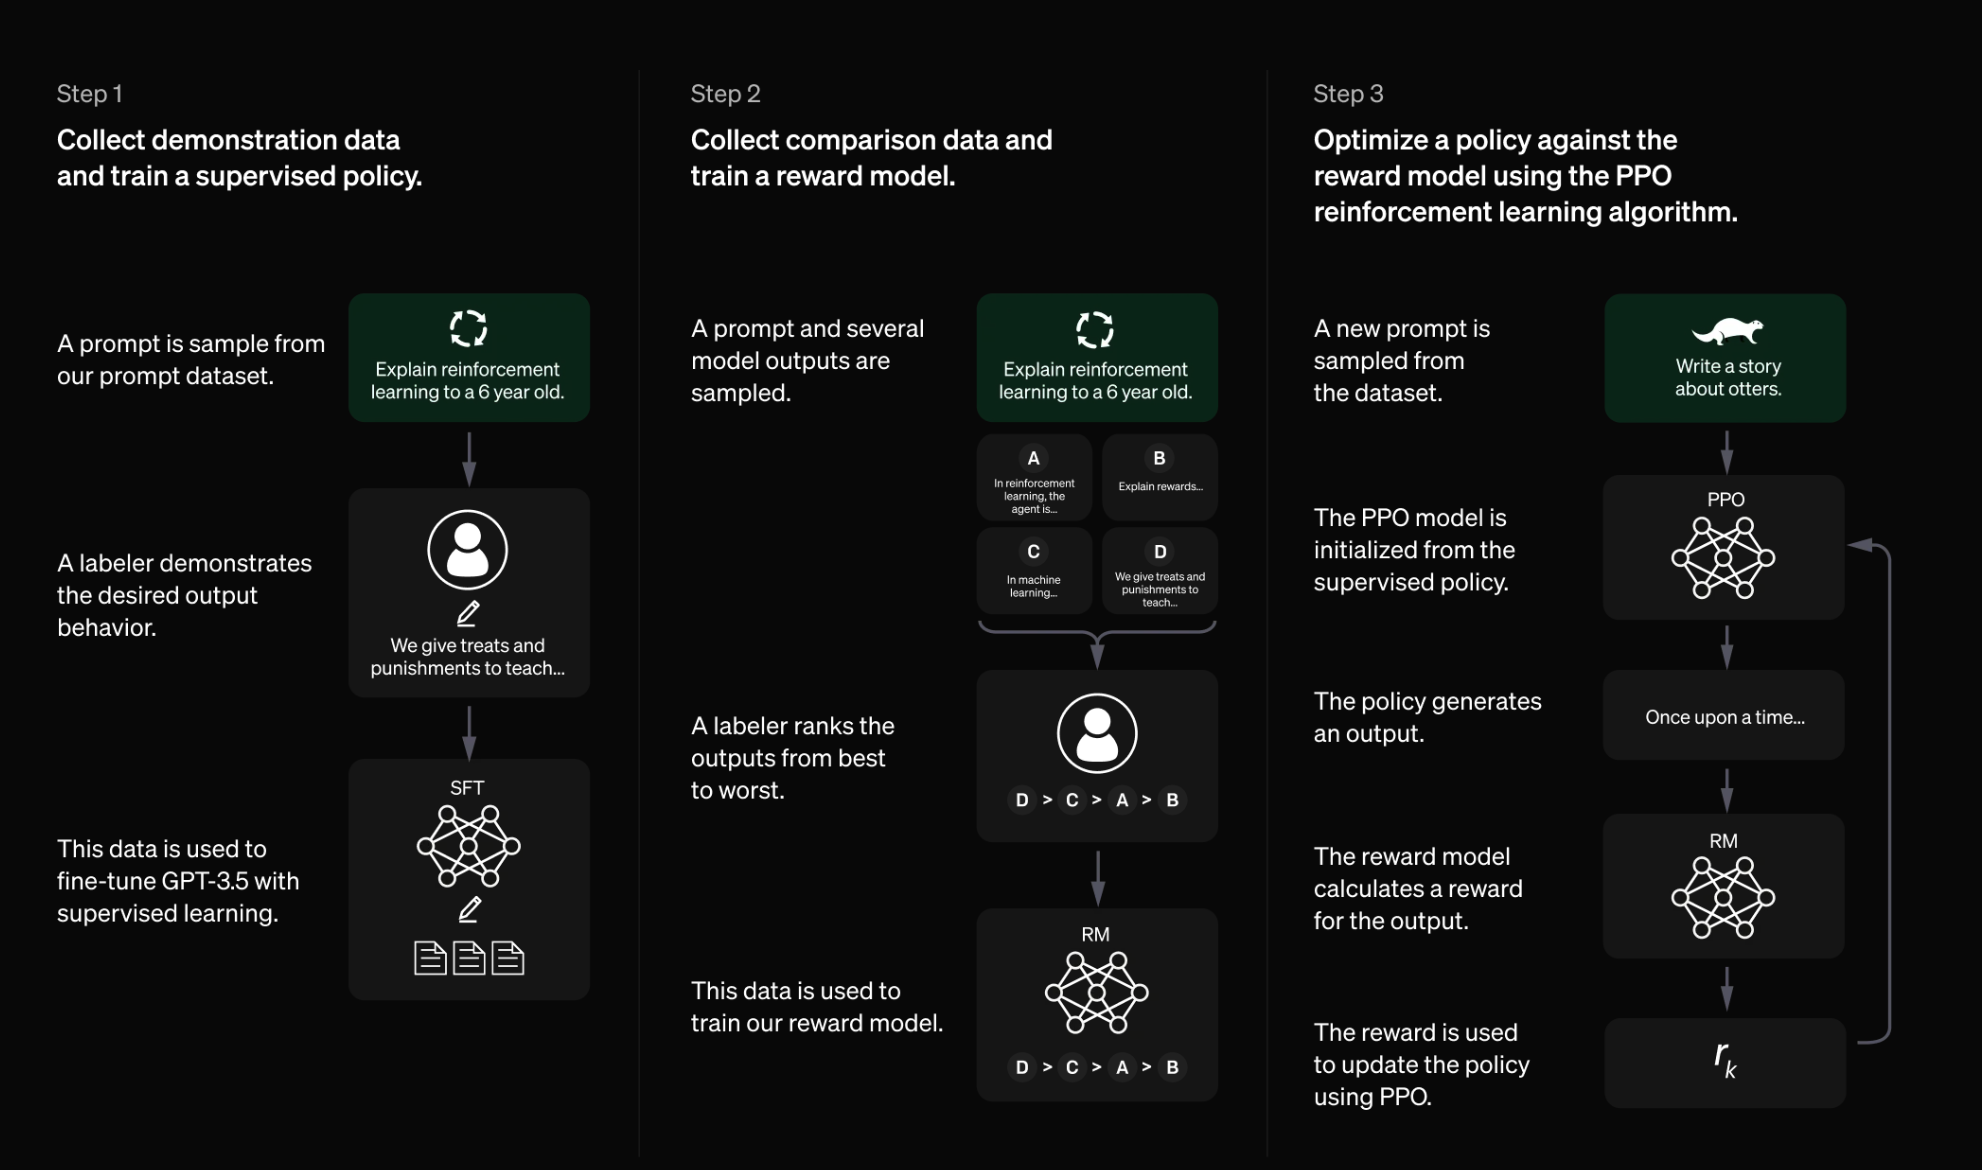 Step 1
Collect demonstration data
and train a supervised policy.
A prompt is sample from
our prompt dataset.
Explain reinforcement
learning to a 6 year old.
A labeler demonstrates
the desired output
behavior.
We give treats and
punishments to teach...
This data is used to
fine-tune GPT-3.5 with
supervised learning.
SFT
Step 2
Collect comparison data and
train a reward model.
A prompt and several
model outputs are
sampled.
Explain reinforcement
learning to a 6 year old.
A
In reinforcement
learning, the
agent is...
B
Explain rewards...
C
In machine
learning...
D
We give treats and
punishments to
teach...
A labeler ranks the
outputs from best
to worst.
D > C > A > B
This data is used to
train our reward model.
RM
D > C > A > B
Step 3
Optimize a policy against the
reward model using the PPO
reinforcement learning algorithm.
A new prompt is
sampled from
the dataset.
Write a story
about otters.
The PPO model is
initialized from the
supervised policy.
PPO
The policy generates
an output.
Once upon a time...
The reward model
calculates a reward
for the output.
RM
The reward is used
to update the policy
using PPO.
rₖ